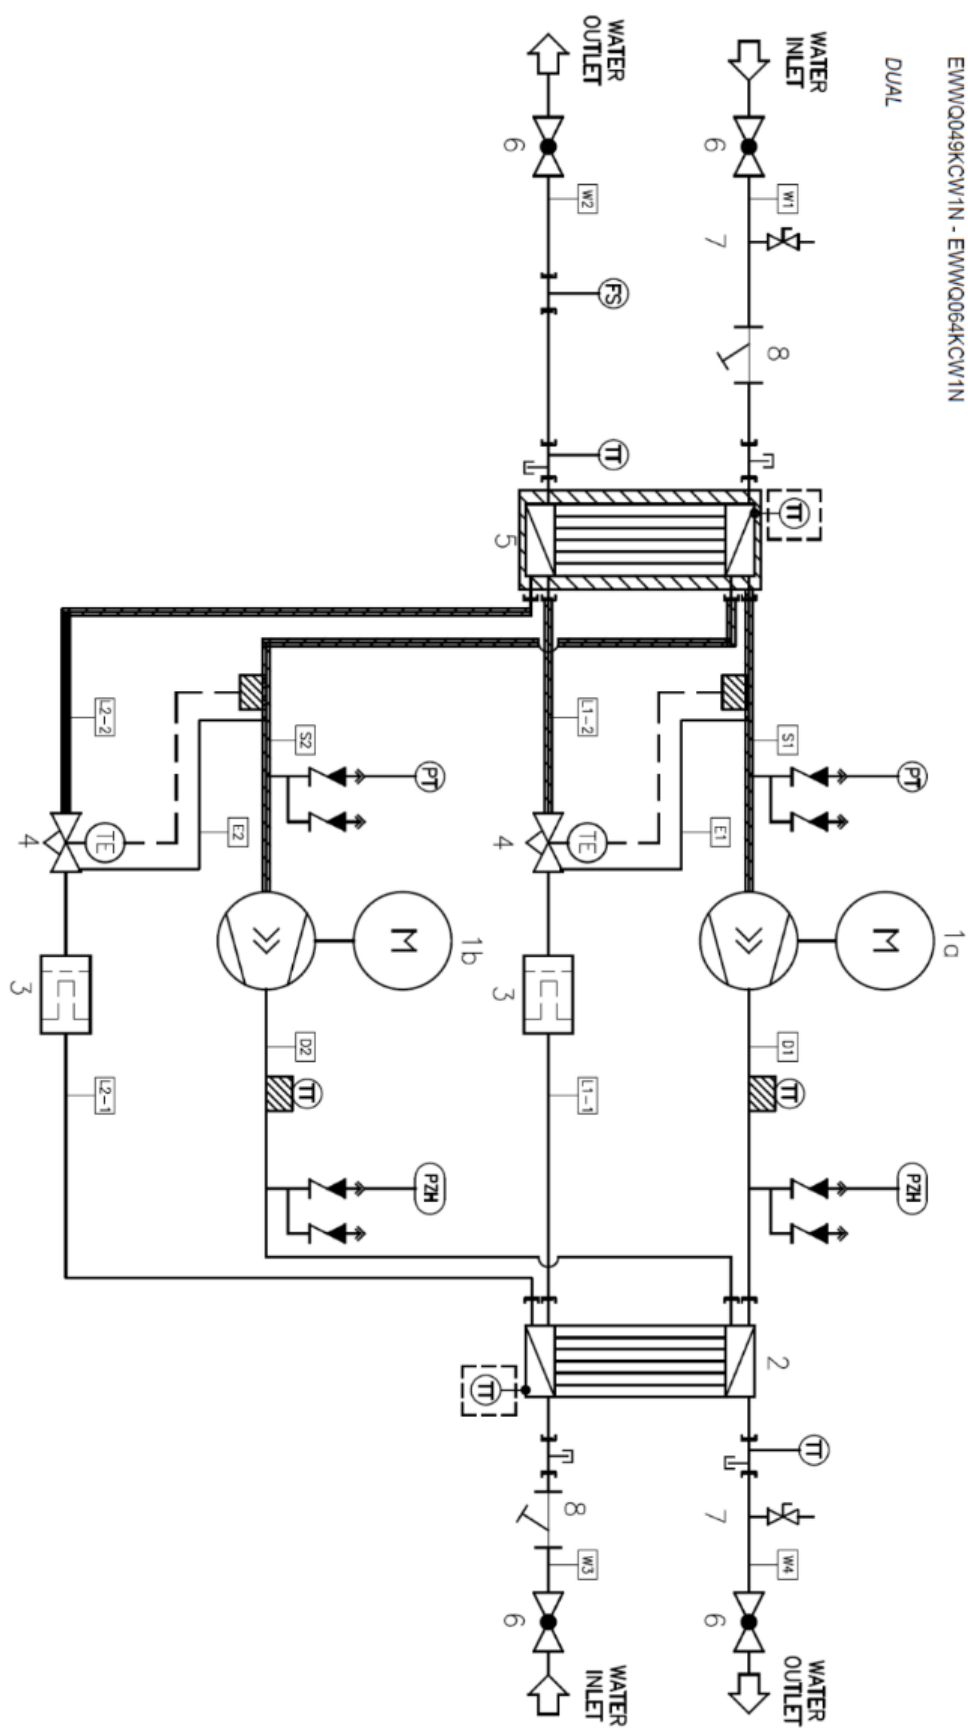 EWWQ049KCW1N - EWWQ064KCW1N
DUAL
1a
PT
PZH
M
WATER
INLET
TT
WATER
OUTLET
W1
8
TT
S1
D1
TT
2
W4
6
7
E1
7
6
WATER
OUTLET
FS
TT
WATER
INLET
W2
L1-2
TE
L1-1
8
W3
6
5
4
3
6
TT
1b
PT
PZH
M
S2
D2
TT
E2
L2-2
TE
L2-1
4
3